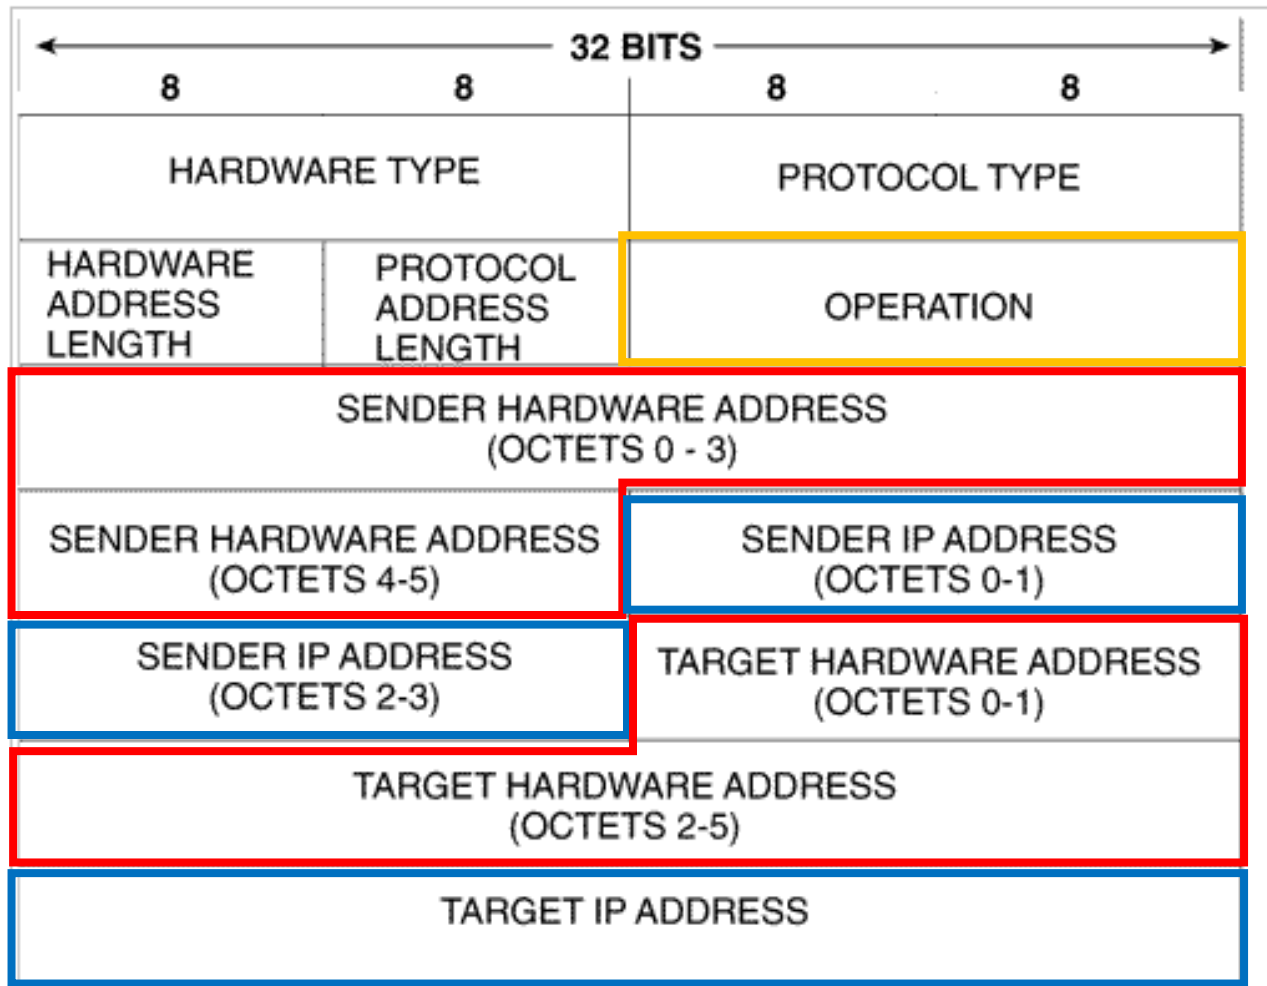 32 BITS
8 8 8 8
HARDWARE TYPE
PROTOCOL TYPE
HARDWARE
ADDRESS
LENGTH
PROTOCOL
ADDRESS
LENGTH
OPERATION
SENDER HARDWARE ADDRESS
(OCTETS 0 - 3)
SENDER HARDWARE ADDRESS
(OCTETS 4-5)
SENDER IP ADDRESS
(OCTETS 0-1)
SENDER IP ADDRESS
(OCTETS 2-3)
TARGET HARDWARE ADDRESS
(OCTETS 0-1)
TARGET HARDWARE ADDRESS
(OCTETS 2-5)
TARGET IP ADDRESS